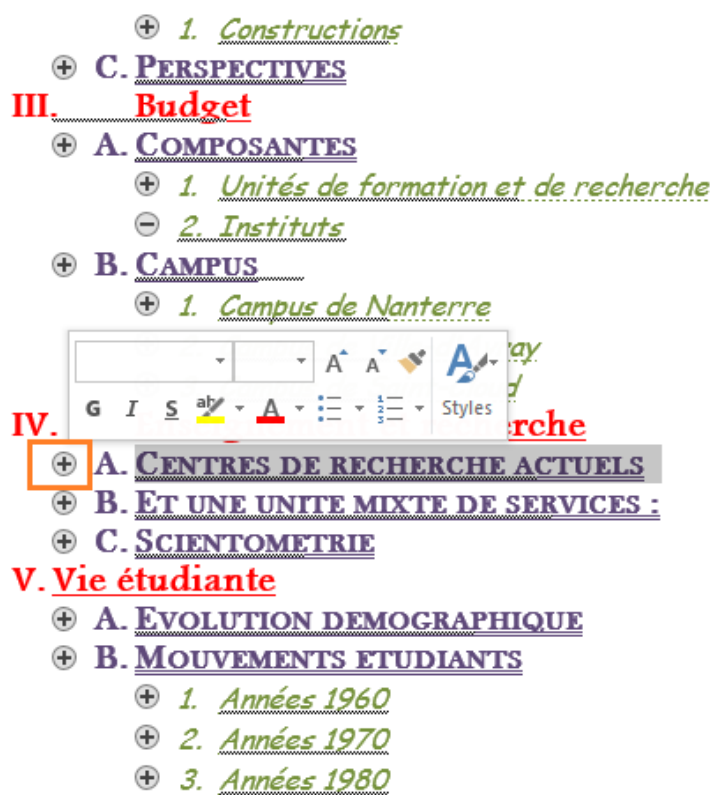 1. Constructions
C. PERSPECTIVES
III. Budget
A. COMPOSANTES
1. Unités de formation et de recherche
2. Instituts
B. CAMPUS
1. Campus de Nanterre
ay
d
G I S ab A Styles
IV. rche
A. CENTRES DE RECHERCHE ACTUELS
B. ET UNE UNITE MIXTE DE SERVICES :
C. SCIENTOMETRIE
V. Vie étudiante
A. EVOLUTION DEMOGRAPHIQUE
B. MOUVEMENTS ETUDIANTS
1. Années 1960
2. Années 1970
3. Années 1980